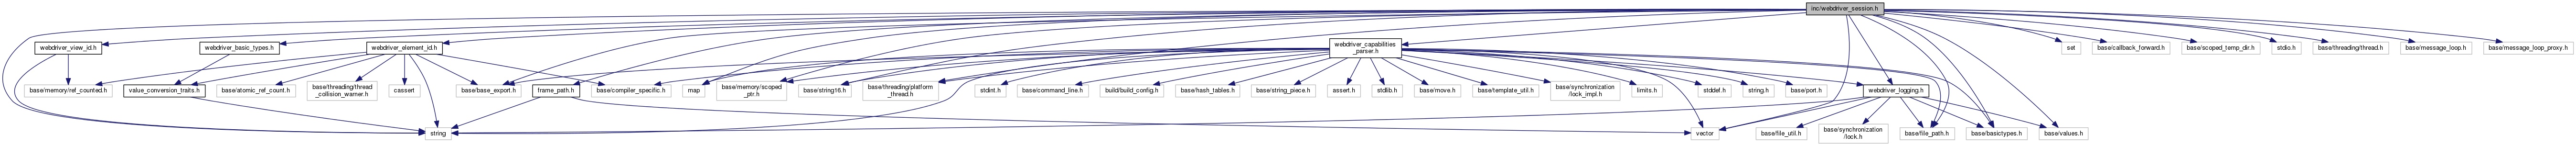 inc/webdriver_session.h
webdriver_view_id.h
webdriver_basic_types.h
webdriver_element_id.h
webdriver_capabilities
_parser.h
set
base/callback_forward.h
base/scoped_temp_dir.h
stdio.h
base/threading/thread.h
base/message_loop.h
base/message_loop_proxy.h
base/memory/ref_counted.h
value_conversion_traits.h
base/atomic_ref_count.h
base/threading/thread
_collision_warner.h
cassert
base/base_export.h
frame_path.h
base/compiler_specific.h
map
base/memory/scoped
_ptr.h
base/string16.h
base/threading/platform
_thread.h
stdint.h
base/command_line.h
build/build_config.h
base/hash_tables.h
base/string_piece.h
assert.h
stdlib.h
base/move.h
base/template_util.h
base/synchronization
/lock_impl.h
limits.h
webdriver_logging.h
stddef.h
string.h
base/port.h
string
vector
base/file_util.h
base/synchronization
/lock.h
base/file_path.h
base/basictypes.h
base/values.h